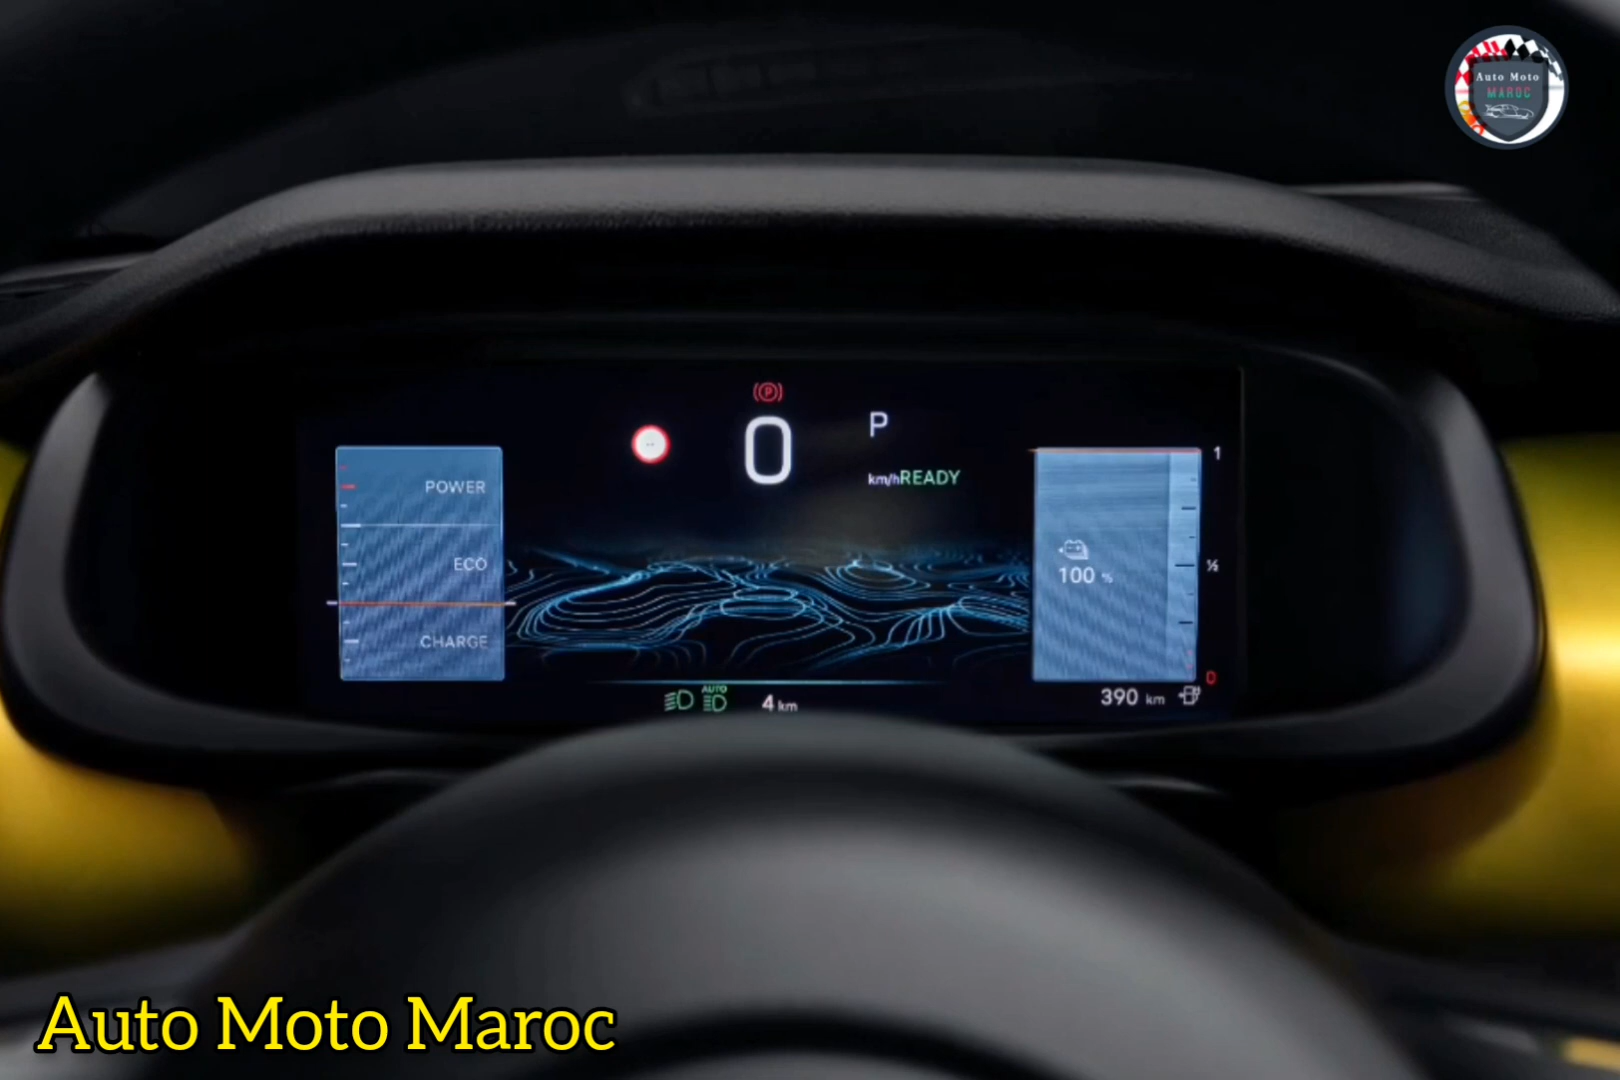 Auto Moto
MAROC
P
0
km/h READY
POWER
ECO
CHARGE
1
½
0
100 %
AUTO
4 km
390 km
Auto Moto Maroc